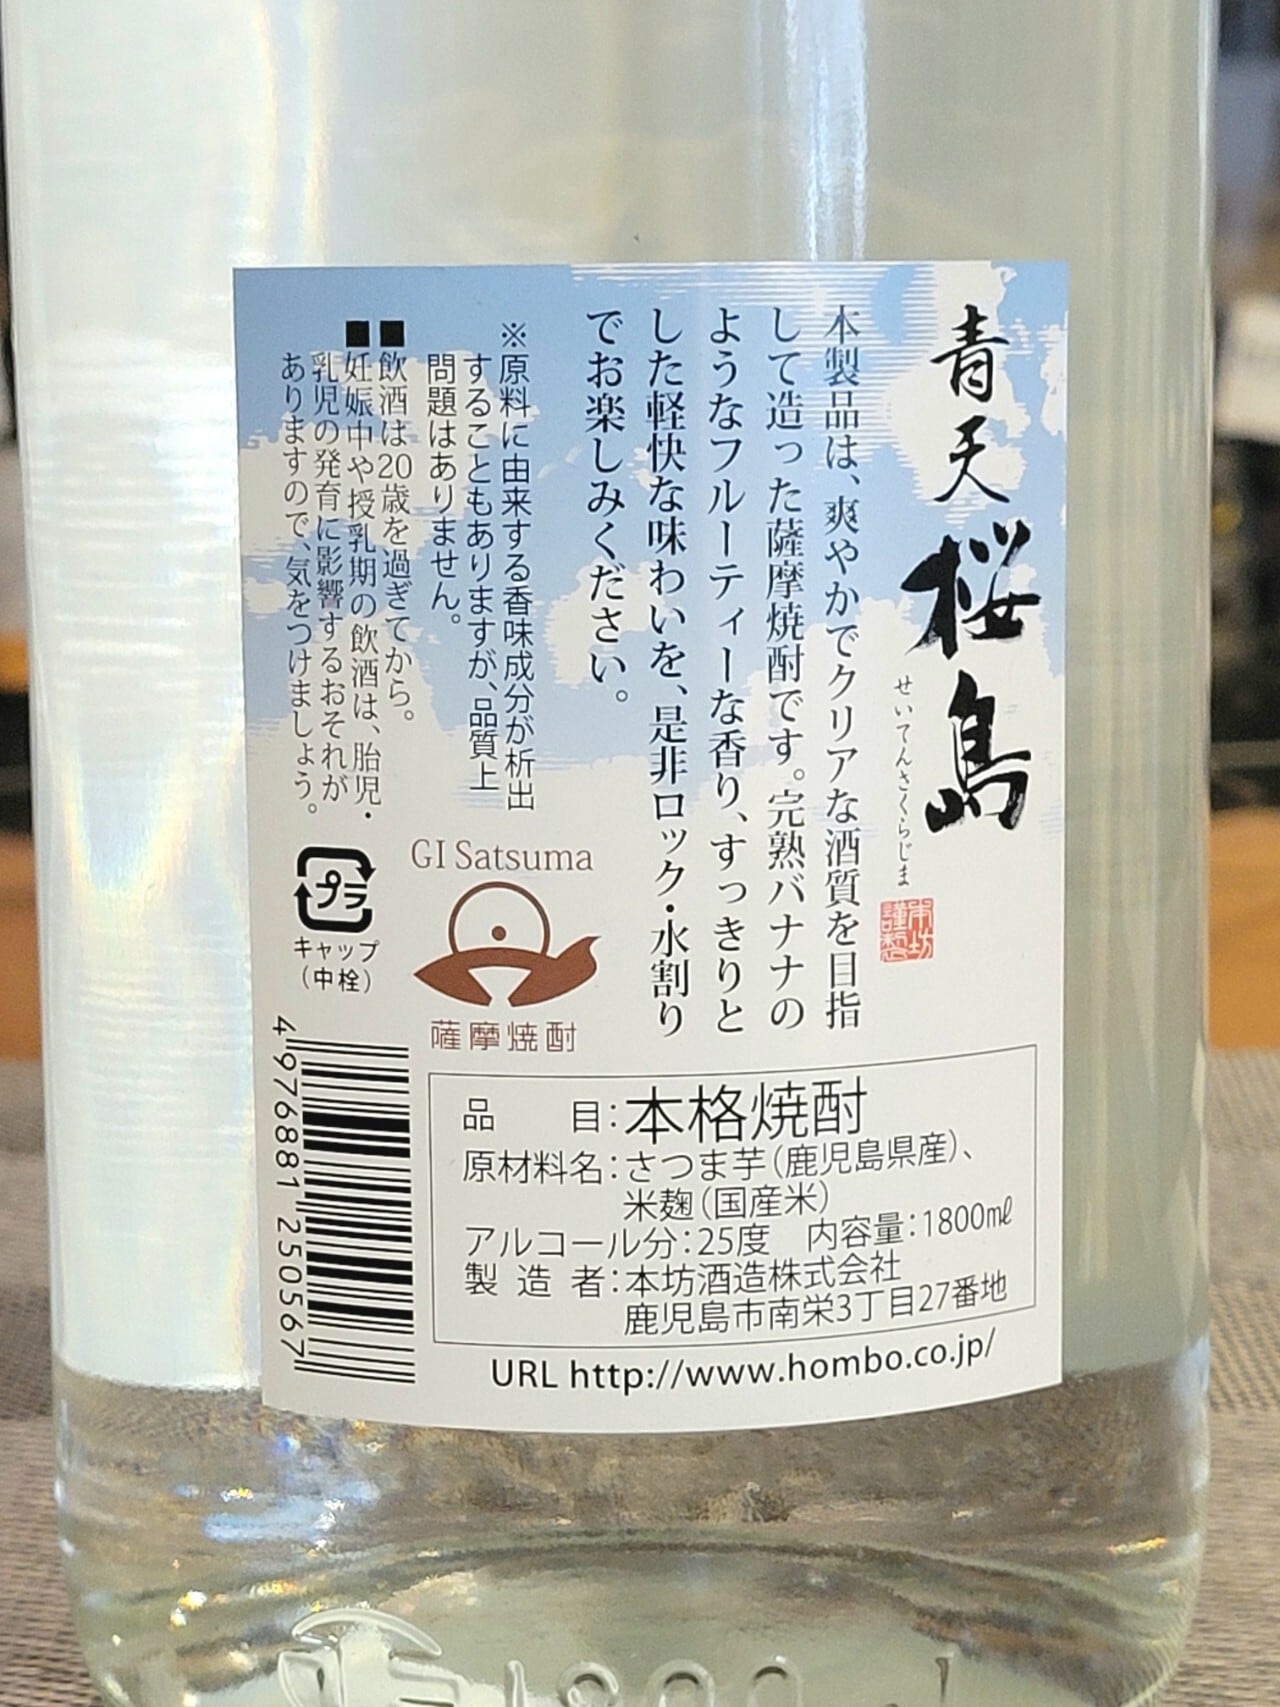 青天桜島
せいてんさくらじま
本坊
謹製
本製品は、爽やかでクリアな酒質を目指
して造った薩摩焼酎です。完熟バナナの
ようなフルーティーな香り、すっきりと
した軽快な味わいを、是非ロック・水割り
でお楽しみください。
※原料に由来する香味成分が析出
することもありますが、品質上
問題はありません。
■飲酒は20歳を過ぎてから。
■妊娠中や授乳期の飲酒は、胎児・
乳児の発育に影響するおそれが
ありますので、気をつけましょう。
GI Satsuma
薩摩焼酎
プラ
キャップ
(中栓)
4976881250567
品 目:本格焼酎
原材料名:さつま芋(鹿児島県産)、
米麹(国産米)
アルコール分:25度 内容量:1800㎖
製造者:本坊酒造株式会社
鹿児島市南栄3丁目27番地
URL http://www.hombo.co.jp/